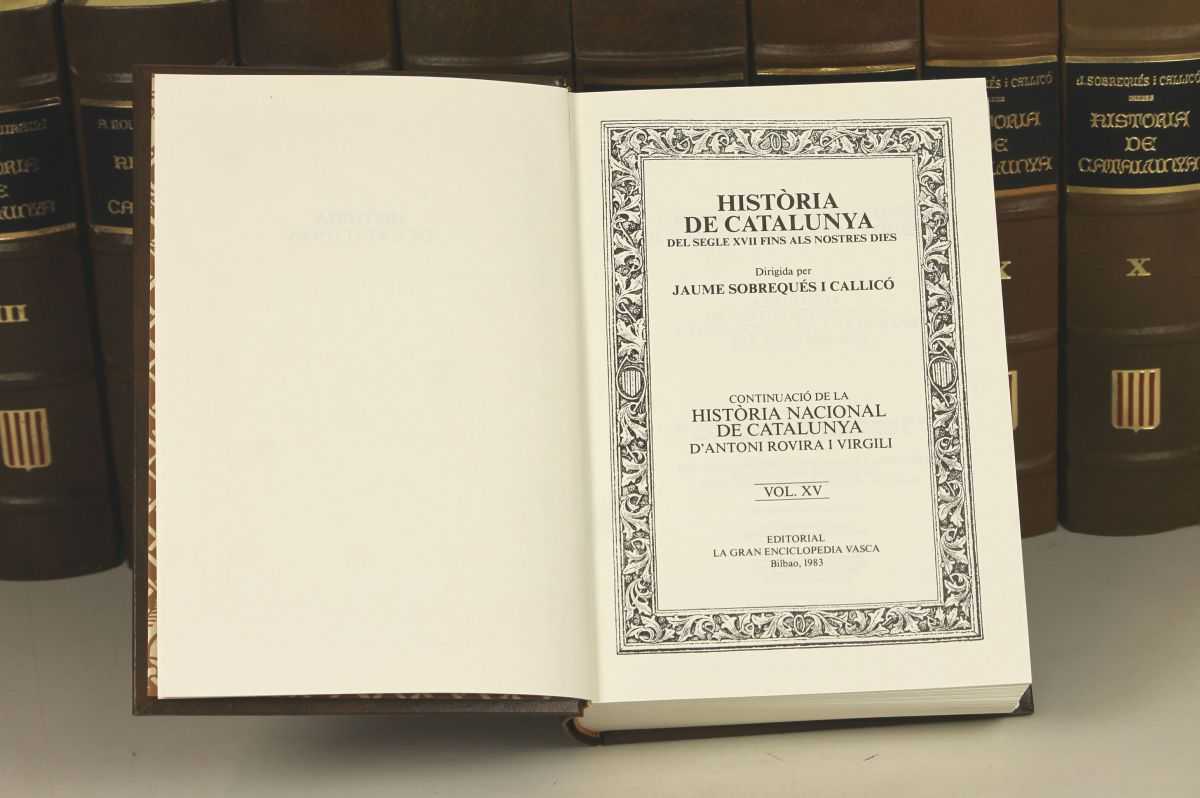 HISTÒRIA
DE CATALUNYA
DEL SEGLE XVII FINS ALS NOSTRES DIES
Dirigida per
JAUME SOBREQUÉS I CALLICÓ
CONTINUACIÓ DE LA
HISTÒRIA NACIONAL
DE CATALUNYA
D'ANTONI ROVIRA I VIRGILI
VOL. XV
EDITORIAL
LA GRAN ENCICLOPEDIA VASCA
Bilbao, 1983
J. SOBREQUÉS i CALLICÓ
HISTORIA
DE
CATALUNYA
X